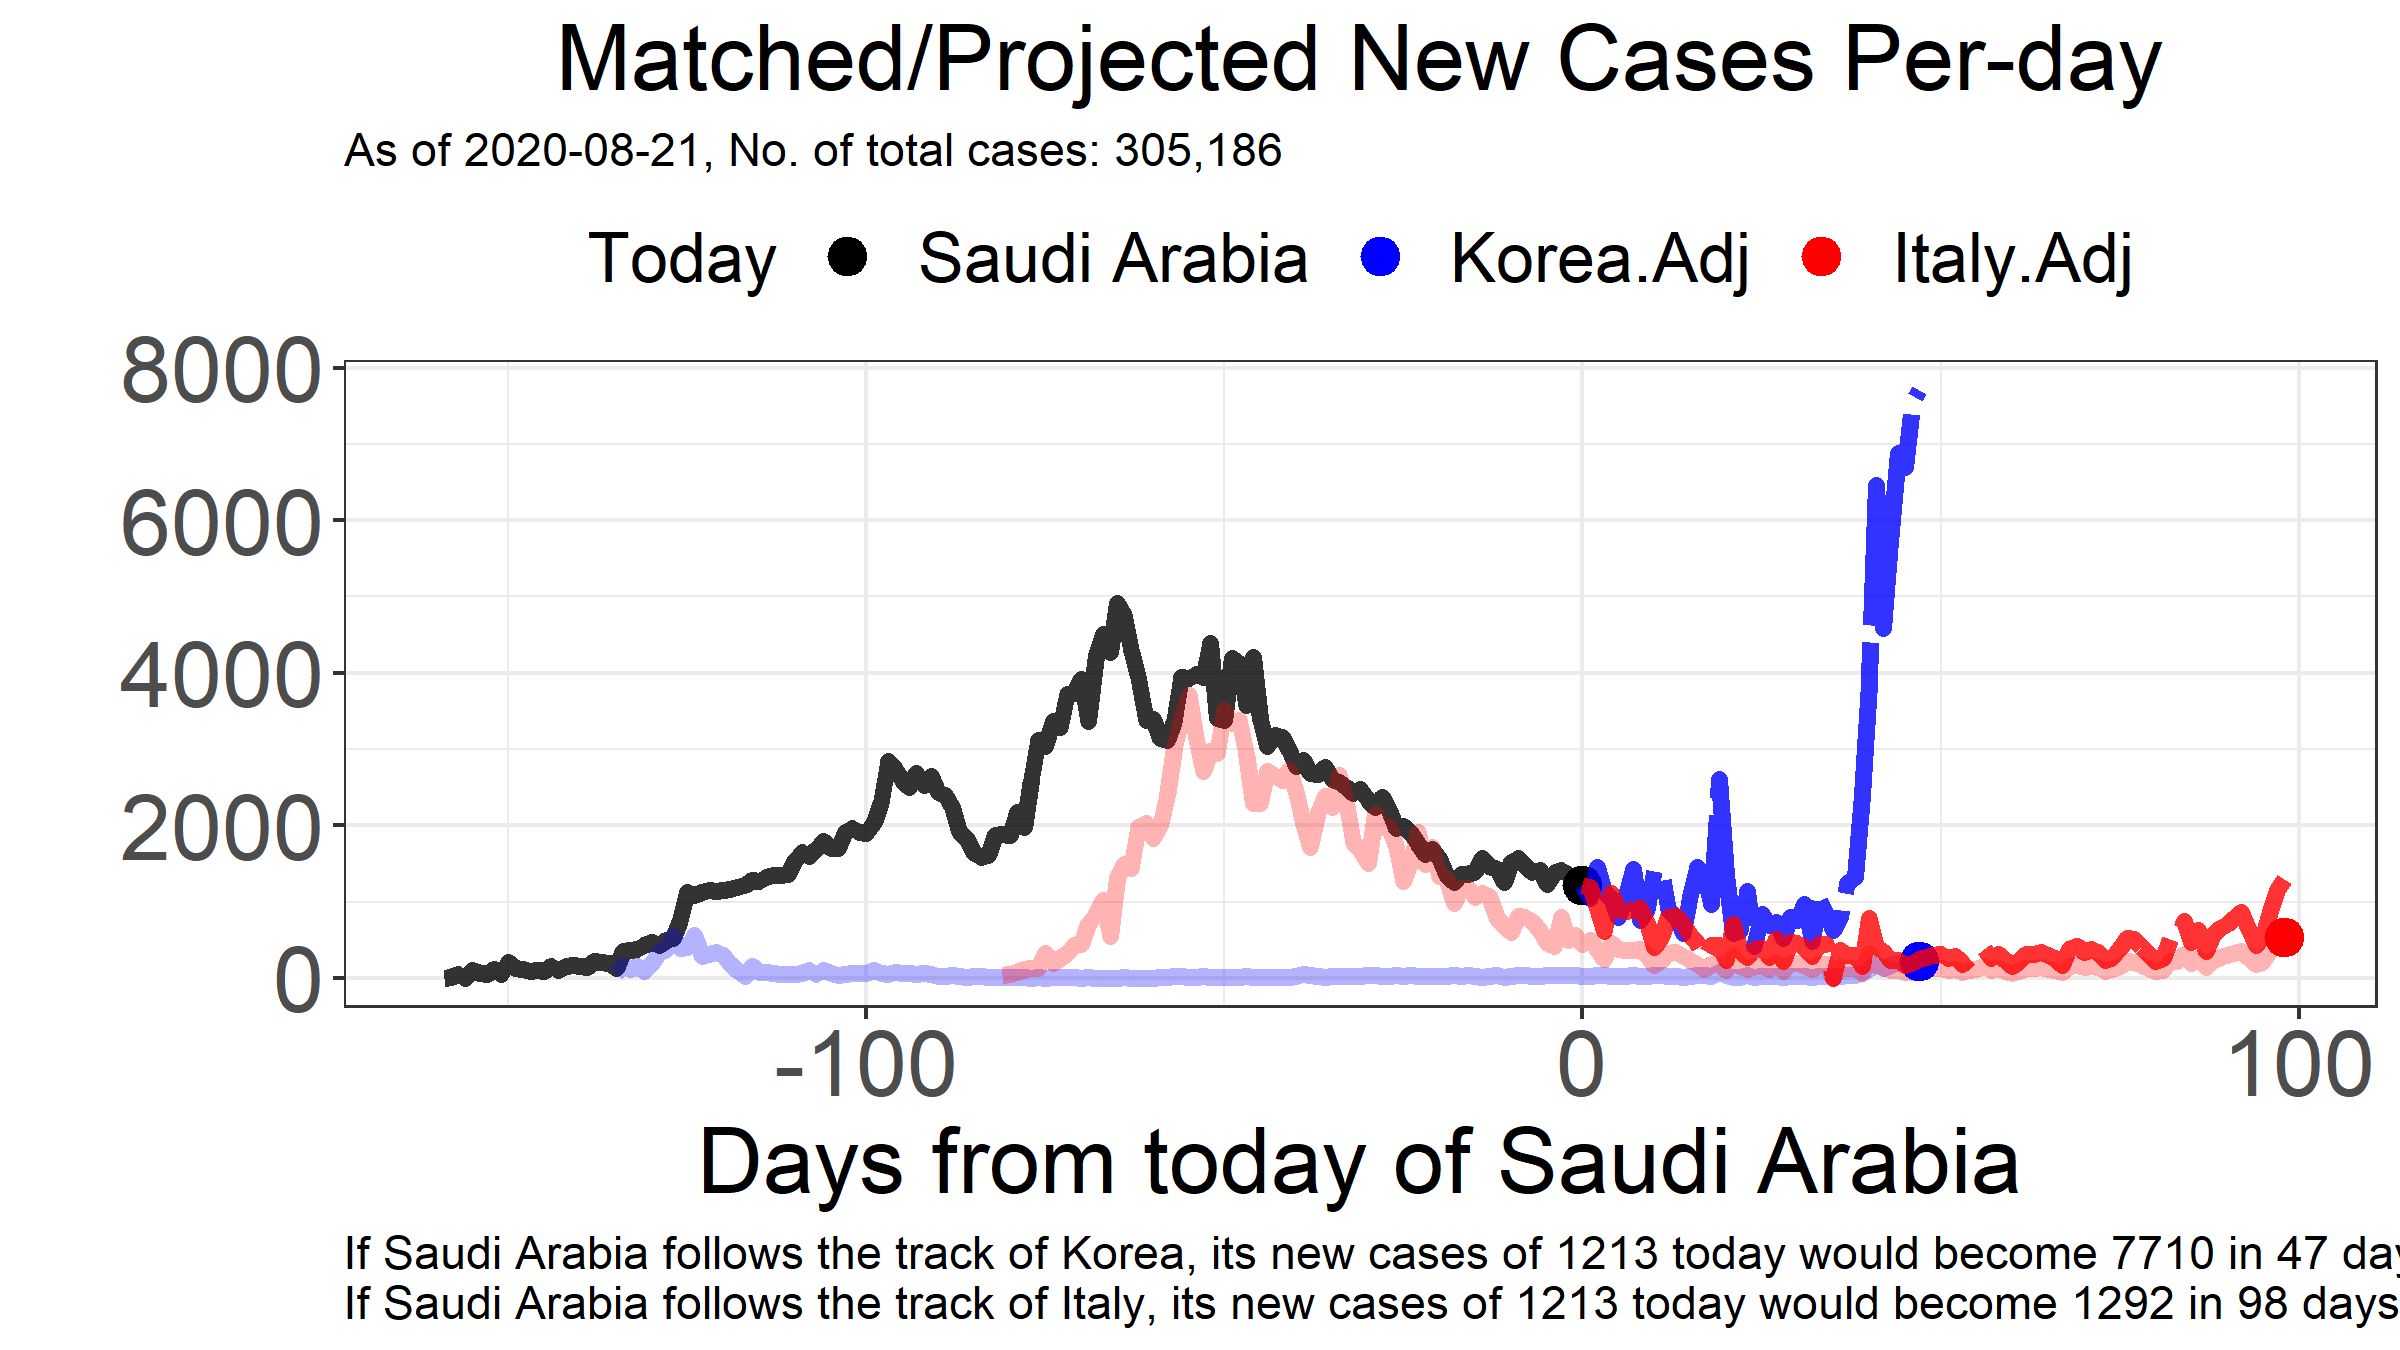 Matched/Projected New Cases Per-day
As of 2020-08-21, No. of total cases: 305,186
Today Saudi Arabia Korea.Adj Italy.Adj
8000
6000
4000
2000
0
-100 0 100
Days from today of Saudi Arabia
If Saudi Arabia follows the track of Korea, its new cases of 1213 today would become 7710 in 47 day
If Saudi Arabia follows the track of Italy, its new cases of 1213 today would become 1292 in 98 days